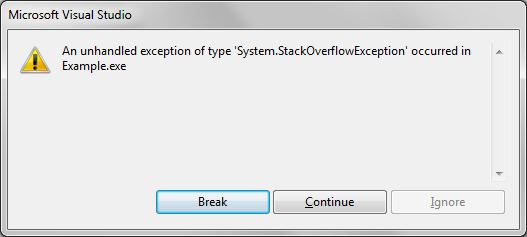 Microsoft Visual Studio
An unhandled exception of type 'System.StackOverflowException' occurred in
Example.exe
Break
Continue
Ignore